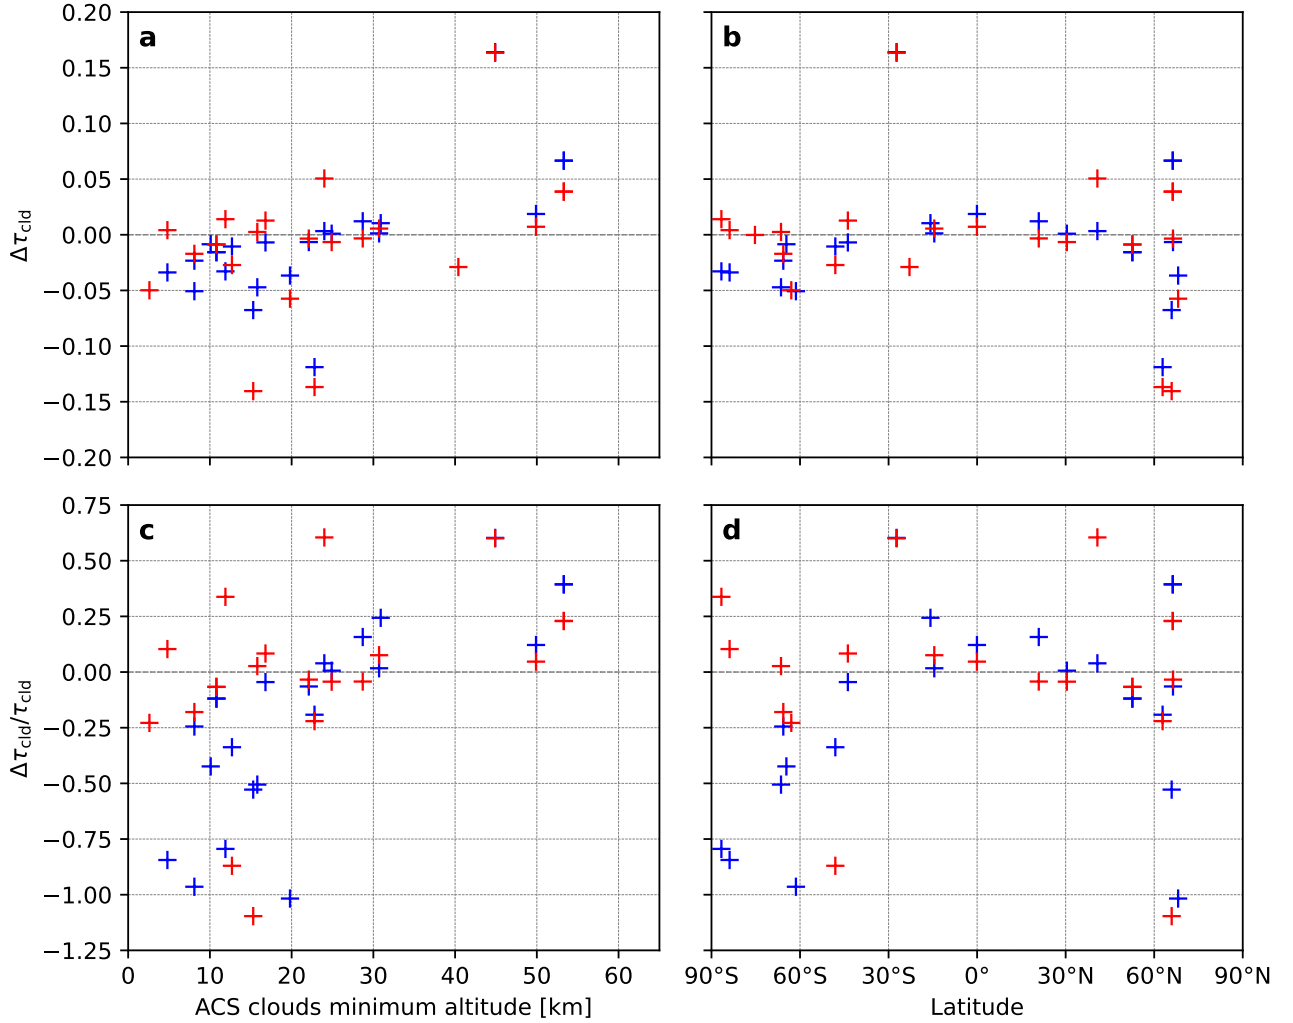 a
b
0.20
0.15
0.10
0.05
0.00
−0.05
−0.10
−0.15
−0.20
Δτcld
c
d
0.75
0.50
0.25
0.00
−0.25
−0.50
−0.75
−1.00
−1.25
Δτcld/τcld
0 10 20 30 40 50 60
90°S 60°S 30°S 0° 30°N 60°N 90°N
ACS clouds minimum altitude [km]
Latitude